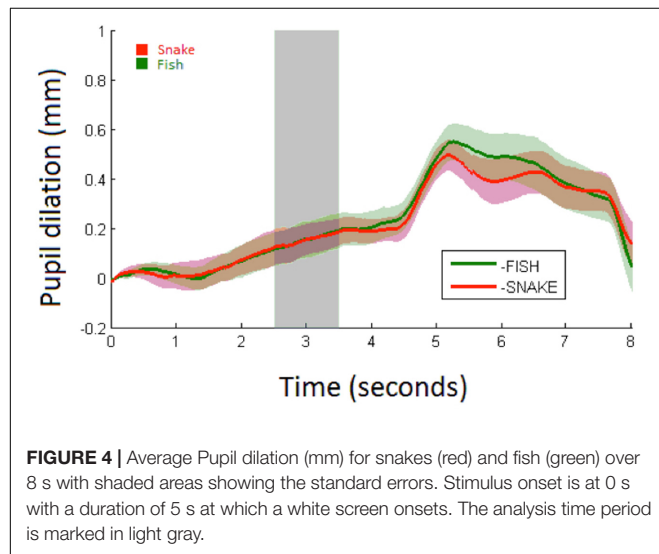 1
Snake
Fish
0.8
0.6
0.4
0.2
0
-0.2
Pupil dilation (mm)
-FISH
-SNAKE
0 1 2 3 4 5 6 7 8
Time (seconds)
FIGURE 4 | Average Pupil dilation (mm) for snakes (red) and fish (green) over
8 s with shaded areas showing the standard errors. Stimulus onset is at 0 s
with a duration of 5 s at which a white screen onsets. The analysis time period
is marked in light gray.